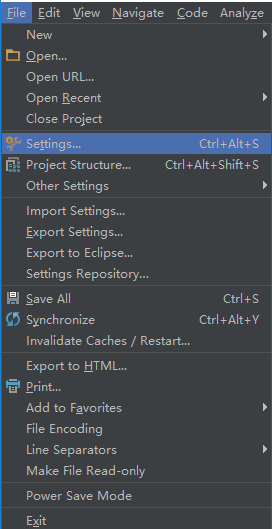 File Edit View Navigate Code Analyze
New
Open...
Open URL...
Open Recent
Close Project
Settings... Ctrl+Alt+S
Project Structure... Ctrl+Alt+Shift+S
Other Settings
Import Settings...
Export Settings...
Export to Eclipse...
Settings Repository...
Save All Ctrl+S
Synchronize Ctrl+Alt+Y
Invalidate Caches / Restart...
Export to HTML...
Print...
Add to Favorites
File Encoding
Line Separators
Make File Read-only
Power Save Mode
Exit